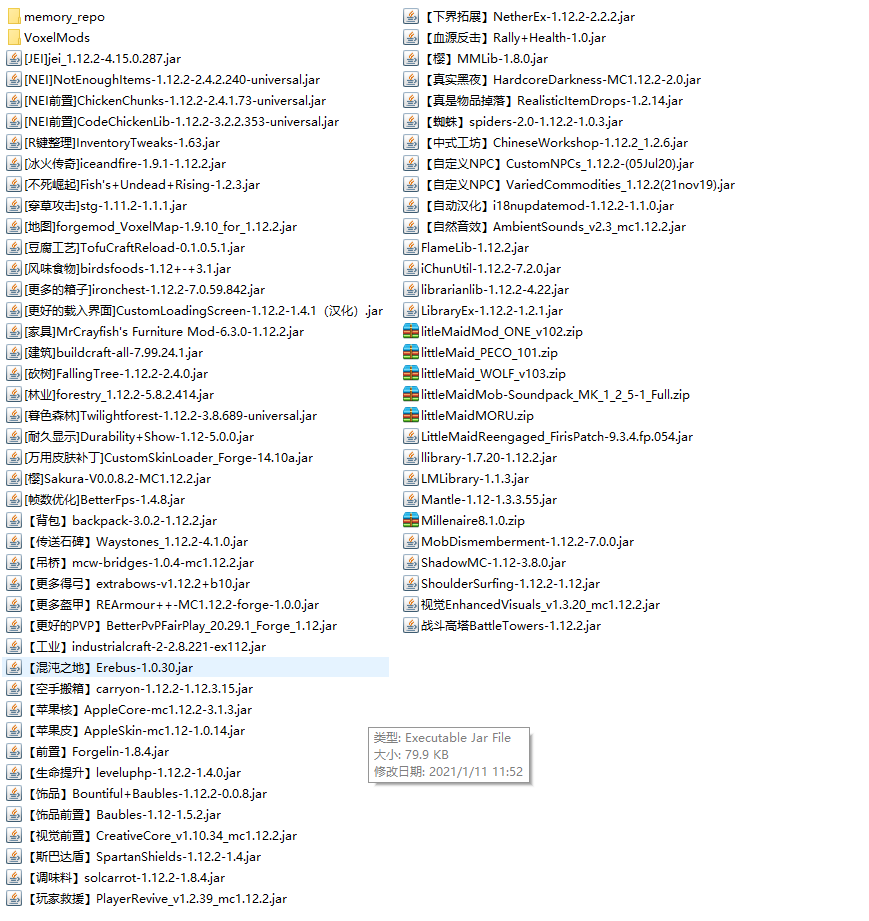 memory_repo
VoxelMods
[JEI]jei_1.12.2-4.15.0.287.jar
[NEI]NotEnoughItems-1.12.2-2.4.2.240-universal.jar
[NEI前置]ChickenChunks-1.12.2-2.4.1.73-universal.jar
[NEI前置]CodeChickenLib-1.12.2-3.2.2.353-universal.jar
[R键整理]InventoryTweaks-1.63.jar
[冰火传奇]iceandfire-1.9.1-1.12.2.jar
[不死崛起]Fish's+Undead+Rising-1.2.3.jar
[穿草攻击]stg-1.11.2-1.1.1.jar
[地图]forgemod_VoxelMap-1.9.10_for_1.12.2.jar
[豆腐工艺]TofuCraftReload-0.1.0.5.1.jar
[风味食物]birdsfoods-1.12+-+3.1.jar
[更多的箱子]ironchest-1.12.2-7.0.59.842.jar
[更好的载入界面]CustomLoadingScreen-1.12.2-1.4.1（汉化）.jar
[家具]MrCrayfish's Furniture Mod-6.3.0-1.12.2.jar
[建筑]buildcraft-all-7.99.24.1.jar
[砍树]FallingTree-1.12.2-2.4.0.jar
[林业]forestry_1.12.2-5.8.2.414.jar
[暮色森林]Twilightforest-1.12.2-3.8.689-universal.jar
[耐久显示]Durability+Show-1.12-5.0.0.jar
[万用皮肤补丁]CustomSkinLoader_Forge-14.10a.jar
[樱]Sakura-V0.0.8.2-MC1.12.2.jar
[帧数优化]BetterFps-1.4.8.jar
【背包】backpack-3.0.2-1.12.2.jar
【传送石碑】Waystones_1.12.2-4.1.0.jar
【吊桥】mcw-bridges-1.0.4-mc1.12.2.jar
【更多得弓】extrabows-v1.12.2+b10.jar
【更多盔甲】REArmour++-MC1.12.2-forge-1.0.0.jar
【更好的PVP】BetterPvPFairPlay_20.29.1_Forge_1.12.jar
【工业】industrialcraft-2-2.8.221-ex112.jar
【混沌之地】Erebus-1.0.30.jar
【空手搬箱】carryon-1.12.2-1.12.3.15.jar
【苹果核】AppleCore-mc1.12.2-3.1.3.jar
【苹果皮】AppleSkin-mc1.12-1.0.14.jar
【前置】Forgelin-1.8.4.jar
【生命提升】leveluphp-1.12.2-1.4.0.jar
【饰品】Bountiful+Baubles-1.12.2-0.0.8.jar
【饰品前置】Baubles-1.12-1.5.2.jar
【视觉前置】CreativeCore_v1.10.34_mc1.12.2.jar
【斯巴达盾】SpartanShields-1.12.2-1.4.jar
【调味料】solcarrot-1.12.2-1.8.4.jar
【玩家救援】PlayerRevive_v1.2.39_mc1.12.2.jar
【下界拓展】NetherEx-1.12.2-2.2.2.jar
【血源反击】Rally+Health-1.0.jar
【樱】MMLib-1.8.0.jar
【真实黑夜】HardcoreDarkness-MC1.12.2-2.0.jar
【真是物品掉落】RealisticItemDrops-1.2.14.jar
【蜘蛛】spiders-2.0-1.12.2-1.0.3.jar
【中式工坊】ChineseWorkshop-1.12.2_1.2.6.jar
【自定义NPC】CustomNPCs_1.12.2-(05Jul20).jar
【自定义NPC】VariedCommodities_1.12.2(21nov19).jar
【自动汉化】i18nupdatemod-1.12.2-1.1.0.jar
【自然音效】AmbientSounds_v2.3_mc1.12.2.jar
FlameLib-1.12.2.jar
iChunUtil-1.12.2-7.2.0.jar
librarianlib-1.12.2-4.22.jar
LibraryEx-1.12.2-1.2.1.jar
litleMaidMod_ONE_v102.zip
littleMaid_PECO_101.zip
littleMaid_WOLF_v103.zip
littleMaidMob-Soundpack_MK_1_2_5-1_Full.zip
littleMaidMORU.zip
LittleMaidReengaged_FirisPatch-9.3.4.fp.054.jar
llibrary-1.7.20-1.12.2.jar
LMLibrary-1.1.3.jar
Mantle-1.12-1.3.3.55.jar
Millenaire8.1.0.zip
MobDismemberment-1.12.2-7.0.0.jar
ShadowMC-1.12-3.8.0.jar
ShoulderSurfing-1.12.2-1.12.jar
视觉EnhancedVisuals_v1.3.20_mc1.12.2.jar
战斗高塔BattleTowers-1.12.2.jar
类型: Executable Jar File
大小: 79.9 KB
修改日期: 2021/1/11 11:52